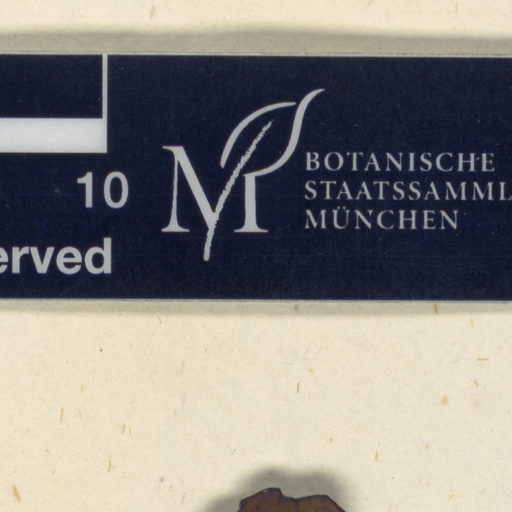 10
erved
BOTANISCHE
STAATSSAMML
MÜNCHEN